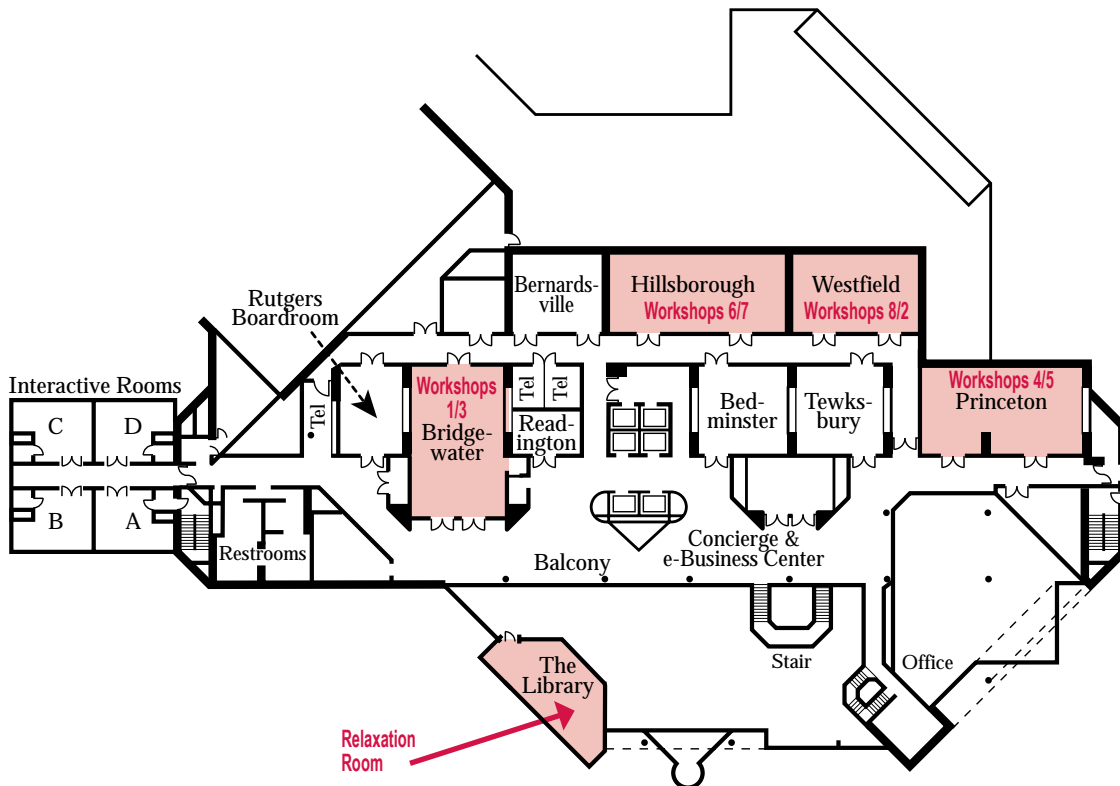 Bernards-
ville
Hillsborough
Workshops 6/7
Westfield
Workshops 8/2
Rutgers
Boardroom
Interactive Rooms
C
D
B
A
Tel
Workshops
1/3
Bridge-
water
Tel
Tel
Read-
ington
Bed-
minster
Tewks-
bury
Workshops 4/5
Princeton
Restrooms
Balcony
Concierge &
e-Business Center
Stair
Office
The
Library
Relaxation
Room